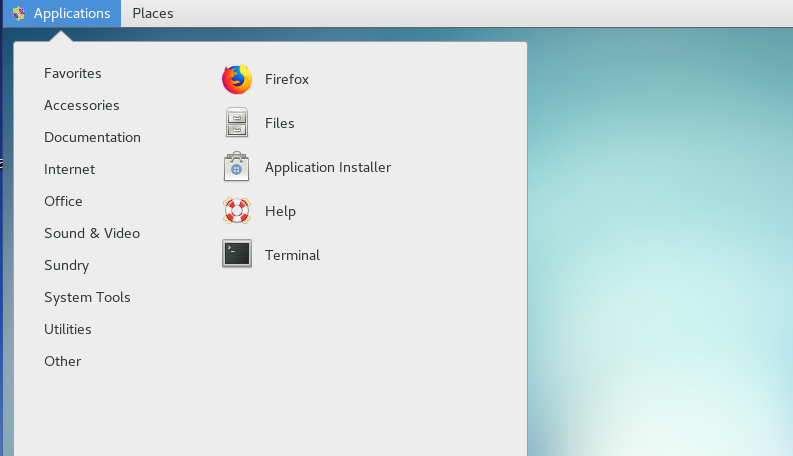 Applications Places
Favorites
Accessories
Documentation
Internet
Office
Sound & Video
Sundry
System Tools
Utilities
Other
Firefox
Files
Application Installer
Help
Terminal